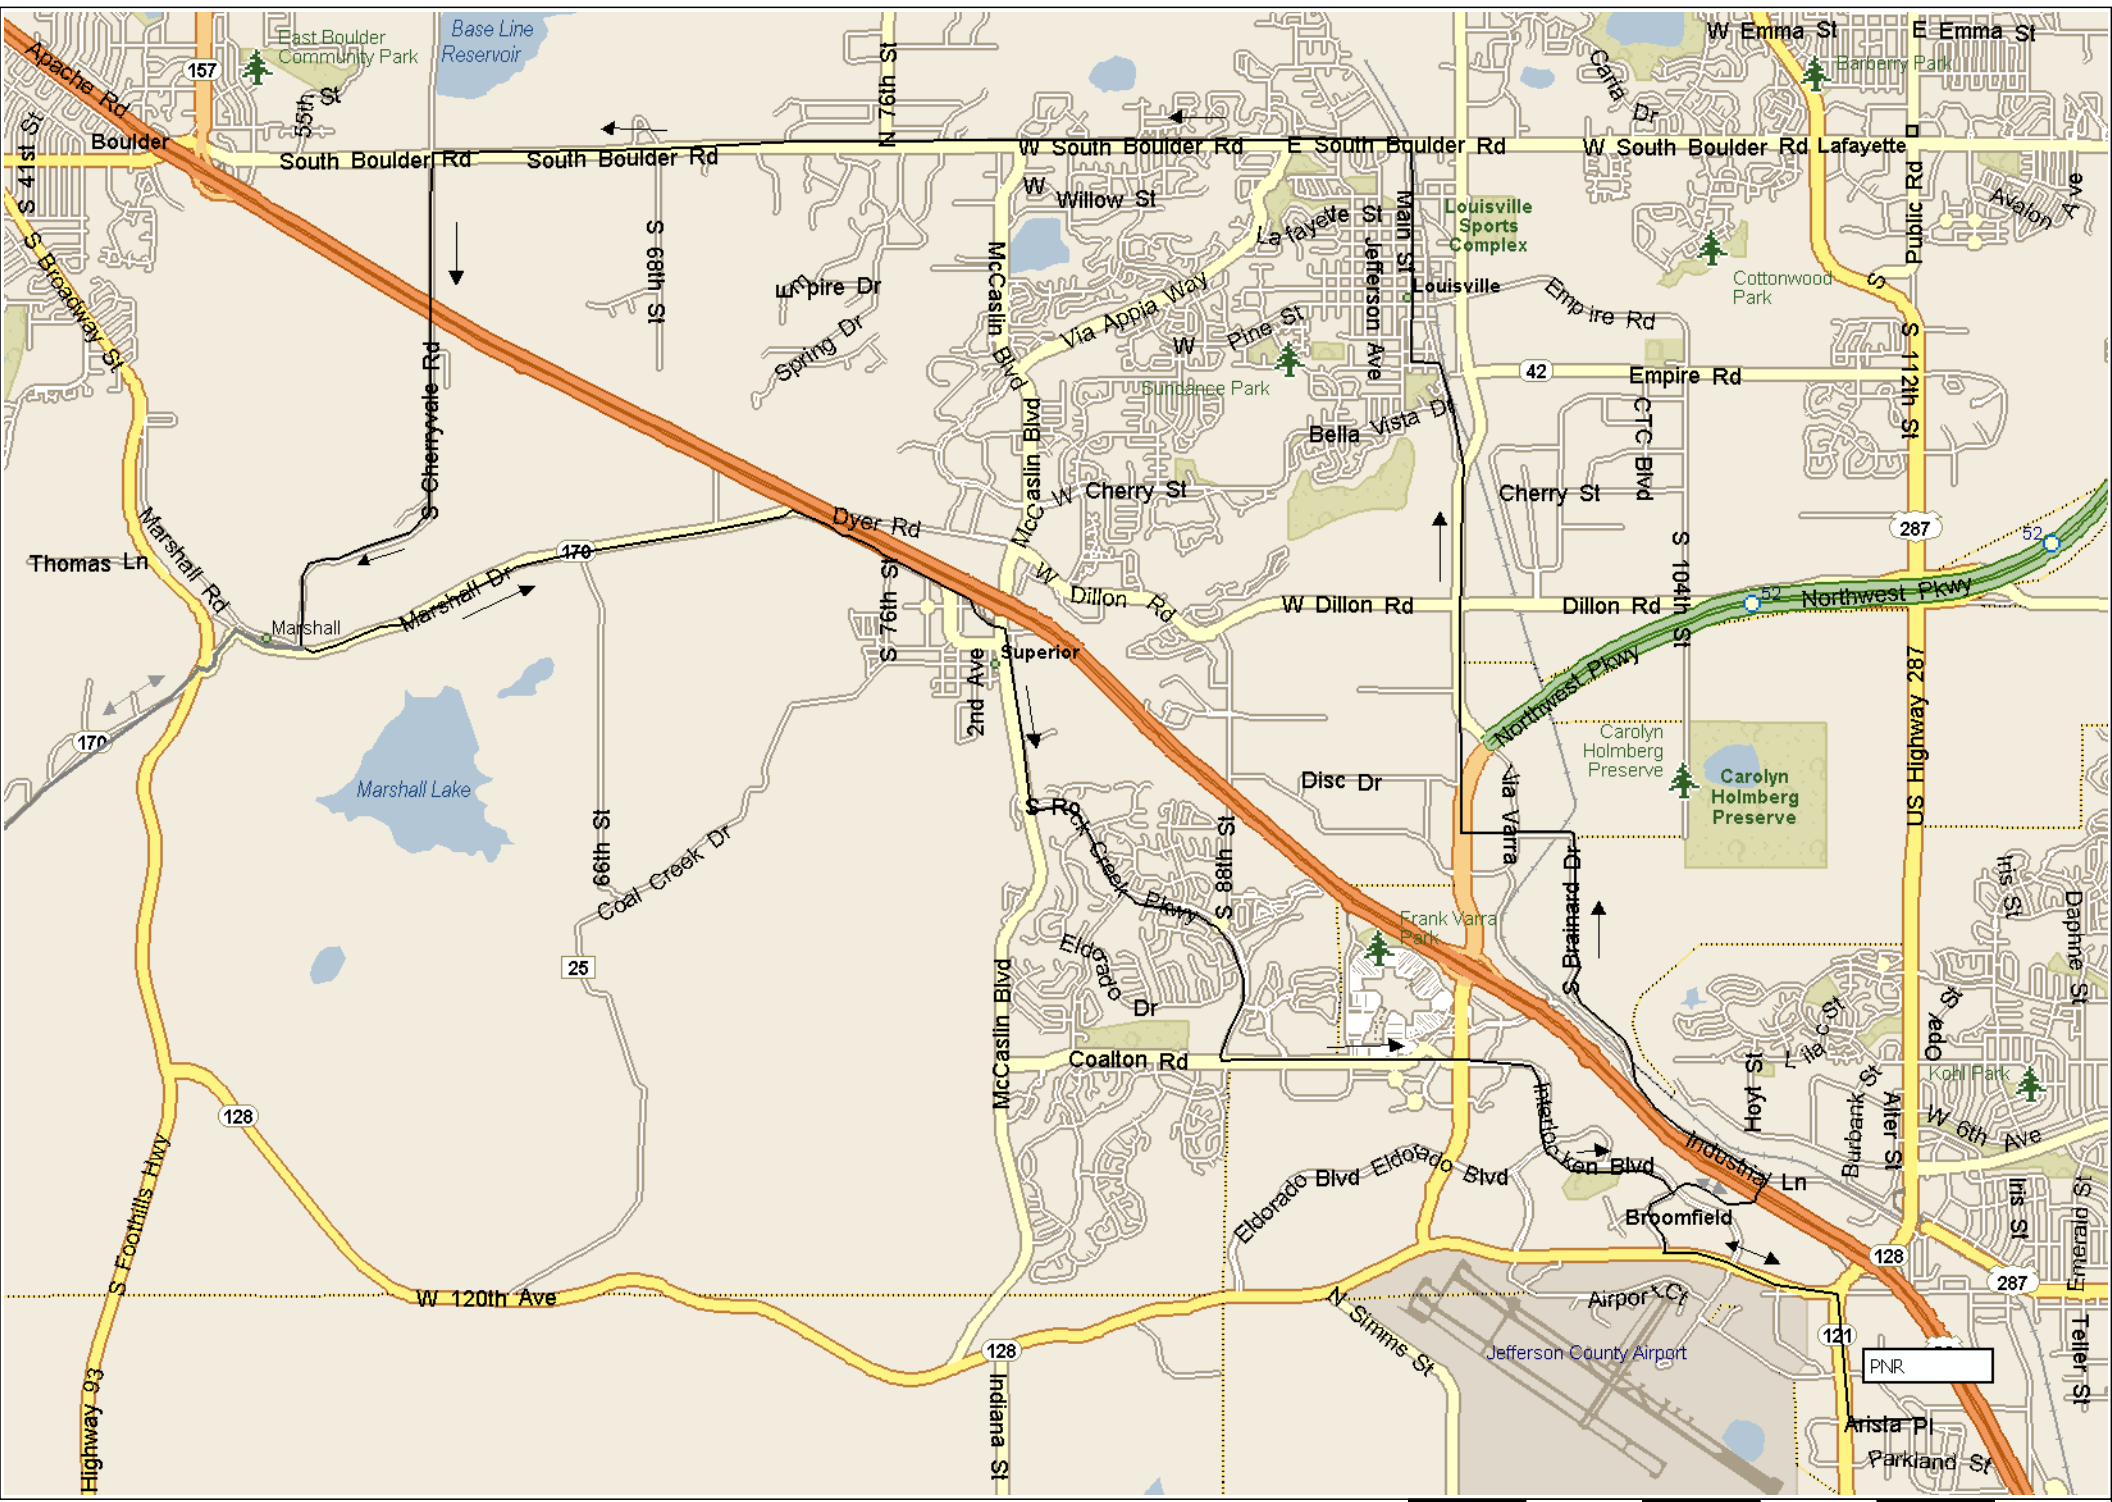 Base Line
Reservoir
East Boulder
Community Park
157
Apache Rd
55th St
N 76th St
W Emma St
E Emma St
Barberry Park
Carla Dr
S 41st St
Boulder
South Boulder Rd
South Boulder Rd
W South Boulder Rd
E South Boulder Rd
W South Boulder Rd
Lafayette
Public Rd
Avalon Ave
W Willow St
S 68th St
S Broadway St
McCaslin Blvd
Lafayette St
Main St
Jefferson Ave
Louisville
Sports
Complex
Louisville
Cottonwood
Park
S
Empire Dr
Spring Dr
Via Appia Way
W Pine St
Sundance Park
Empire Rd
42
Empire Rd
S 112th St
S Cherryvale Rd
McCaslin Blvd
Bella Vista Dr
CTC Blvd
W Cherry St
Cherry St
Marshall Rd
Thomas Ln
Dyer Rd
170
Marshall Dr
S 76th St
W Dillon Rd
W Dillon Rd
Dillon Rd
S 104th St
287
52
52
Northwest Pkwy
Northwest Pkwy
Marshall
Superior
2nd Ave
170
Marshall Lake
Disc Dr
Via Varra
Carolyn
Holmberg
Preserve
Carolyn
Holmberg
Preserve
US Highway 287
S Rock Creek Pkwy
66th St
Coal Creek Dr
S 88th St
S Brainard Dr
Iris St
Daphne St
Frank Varra
Park
Eldorado Dr
25
McCaslin Blvd
Coalton Rd
Lilac St
Oday St
Kohl Park
Hoyt St
Burbank St
Alter St
W 6th Ave
128
Interlocken Blvd
Industrial Ln
Eldorado Blvd
Eldorado Blvd
Broomfield
Iris St
Emerald St
S Foothills Hwy
W 120th Ave
128
287
N Simms St
Airport Ct
Jefferson County Airport
121
PNR
Teller St
128
Indiana St
Highway 93
Arista Pl
Parkland St